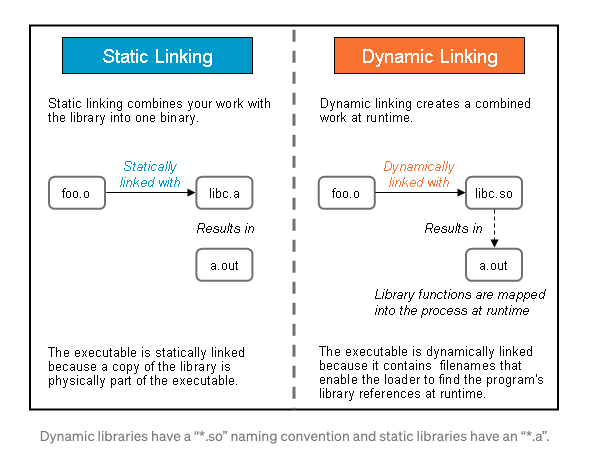 Static Linking
Static linking combines your work with
the library into one binary.
Statically
linked with
foo.o
libc.a
Results in
a.out
The executable is statically linked
because a copy of the library is
physically part of the executable.
Dynamic Linking
Dynamic linking creates a combined
work at runtime.
Dynamically
linked with
foo.o
libc.so
Results in
a.out
Library functions are mapped
into the process at runtime
The executable is dynamically linked
because it contains filenames that
enable the loader to find the program's
library references at runtime.
Dynamic libraries have a “*.so” naming convention and static libraries have an “*.a”.